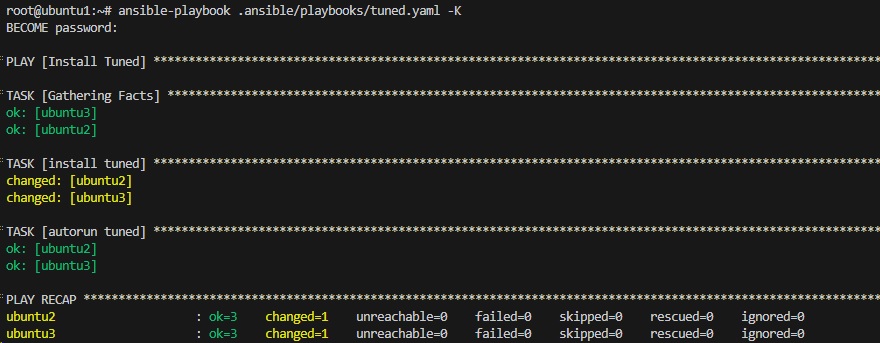 root@ubuntu1:~# ansible-playbook .ansible/playbooks/tuned.yaml -K
BECOME password:
PLAY [Install Tuned] *******************************************************************************************************
TASK [Gathering Facts] *****************************************************************************************************
ok: [ubuntu3]
ok: [ubuntu2]
TASK [install tuned] *******************************************************************************************************
changed: [ubuntu2]
changed: [ubuntu3]
TASK [autorun tuned] *******************************************************************************************************
ok: [ubuntu2]
ok: [ubuntu3]
PLAY RECAP *****************************************************************************************************************
ubuntu2                    : ok=3    changed=1    unreachable=0    failed=0    skipped=0    rescued=0    ignored=0
ubuntu3                    : ok=3    changed=1    unreachable=0    failed=0    skipped=0    rescued=0    ignored=0